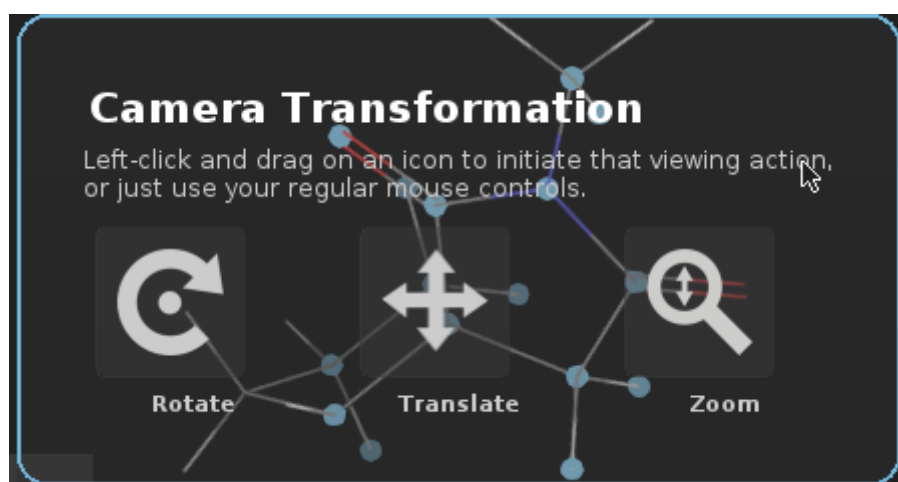 Camera Transformation
Left-click and drag on an icon to initiate that viewing action,
or just use your regular mouse controls.
Rotate Translate Zoom